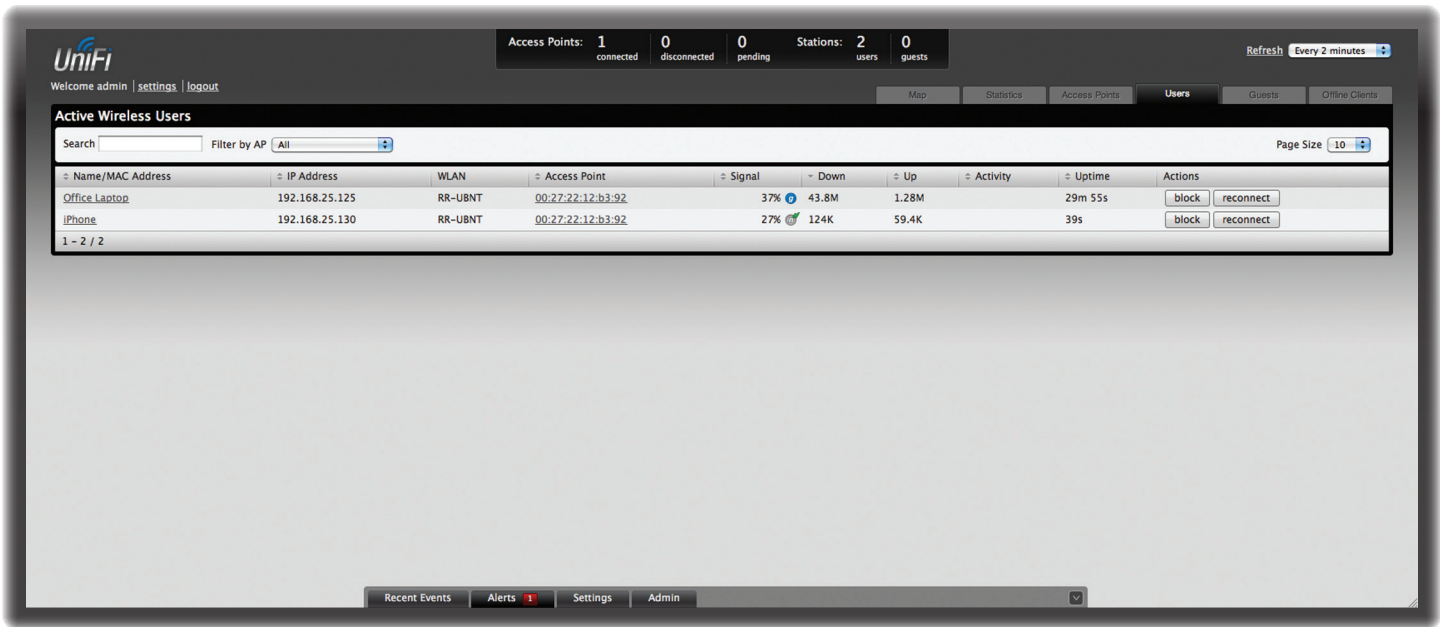 UniFi
Access Points: 1 connected 0 disconnected 0 pending Stations: 2 users 0 guests
Refresh Every 2 minutes
Welcome admin | settings | logout
Map Statistics Access Points Users Guests Offline Clients
Active Wireless Users
Search Filter by AP All Page Size 10
Name/MAC Address IP Address WLAN Access Point Signal Down Up Activity Uptime Actions
Office Laptop 192.168.25.125 RR-UBNT 00:27:22:12:b3:92 37% g 43.8M 1.28M 29m 55s block reconnect
iPhone 192.168.25.130 RR-UBNT 00:27:22:12:b3:92 27% 124K 59.4K 39s block reconnect
1 - 2 / 2
Recent Events Alerts 1 Settings Admin